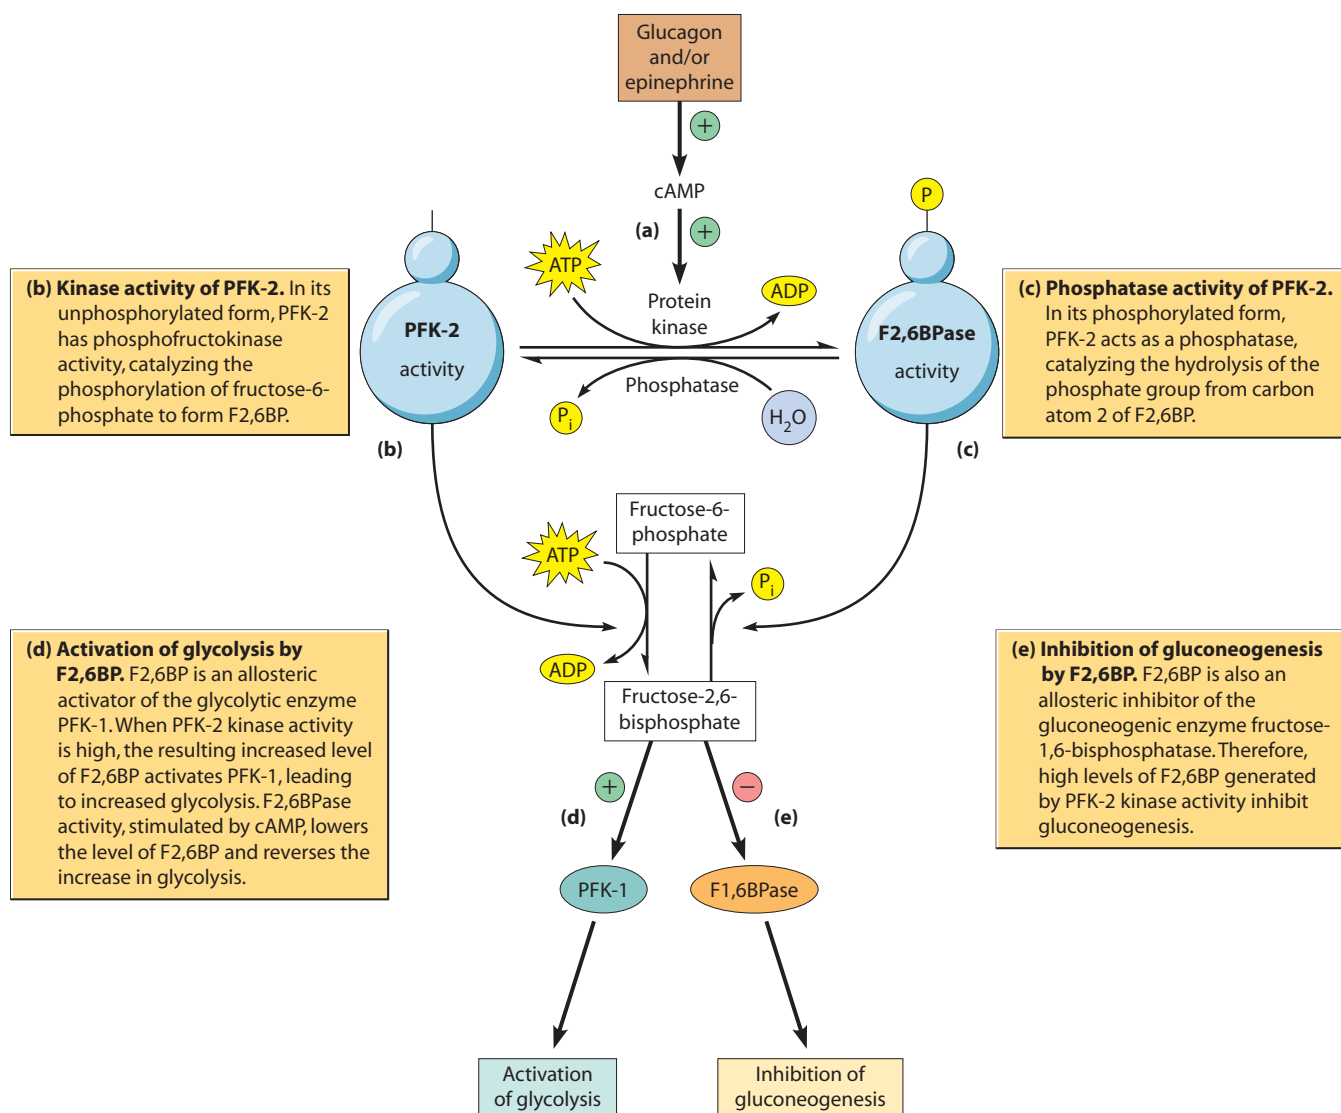 Glucagon
and/or
epinephrine
+
cAMP
(a)
+
P
ATP
ADP
Protein
kinase
PFK-2
activity
F2,6BPase
activity
Phosphatase
Pi
H2O
(b) Kinase activity of PFK-2. In its
unphosphorylated form, PFK-2
has phosphofructokinase
activity, catalyzing the
phosphorylation of fructose-6-
phosphate to form F2,6BP.
(c) Phosphatase activity of PFK-2.
In its phosphorylated form,
PFK-2 acts as a phosphatase,
catalyzing the hydrolysis of the
phosphate group from carbon
atom 2 of F2,6BP.
(b)
(c)
Fructose-6-
phosphate
ATP
Pi
ADP
Fructose-2,6-
bisphosphate
(d) Activation of glycolysis by
F2,6BP. F2,6BP is an allosteric
activator of the glycolytic enzyme
PFK-1. When PFK-2 kinase activity
is high, the resulting increased level
of F2,6BP activates PFK-1, leading
to increased glycolysis. F2,6BPase
activity, stimulated by cAMP, lowers
the level of F2,6BP and reverses the
increase in glycolysis.
(e) Inhibition of gluconeogenesis
by F2,6BP. F2,6BP is also an
allosteric inhibitor of the
gluconeogenic enzyme fructose-
1,6-bisphosphatase. Therefore,
high levels of F2,6BP generated
by PFK-2 kinase activity inhibit
gluconeogenesis.
+
−
(d)
(e)
PFK-1
F1,6BPase
Activation
of glycolysis
Inhibition of
gluconeogenesis